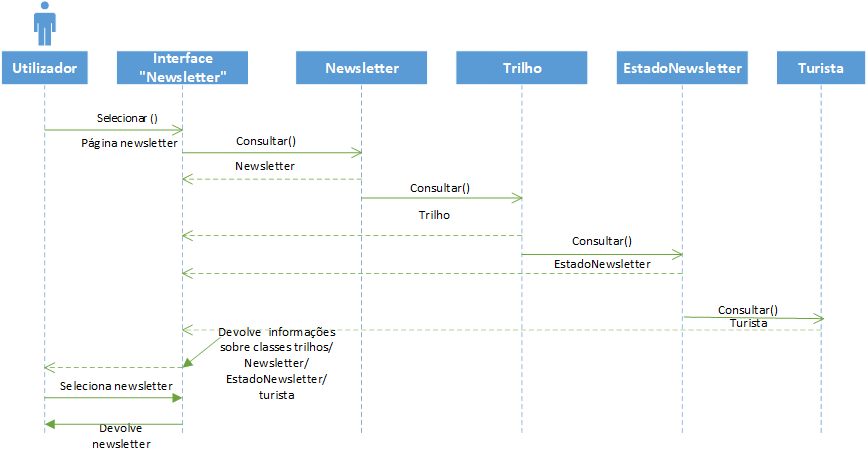 Utilizador
Interface
"Newsletter"
Newsletter
Trilho
EstadoNewsletter
Turista
Selecionar ()
Página newsletter
Consultar()
Newsletter
Consultar()
Trilho
Consultar()
EstadoNewsletter
Consultar()
Turista
Devolve informações
sobre classes trilhos/
Newsletter/
EstadoNewsletter/
turista
Seleciona newsletter
Devolve
newsletter